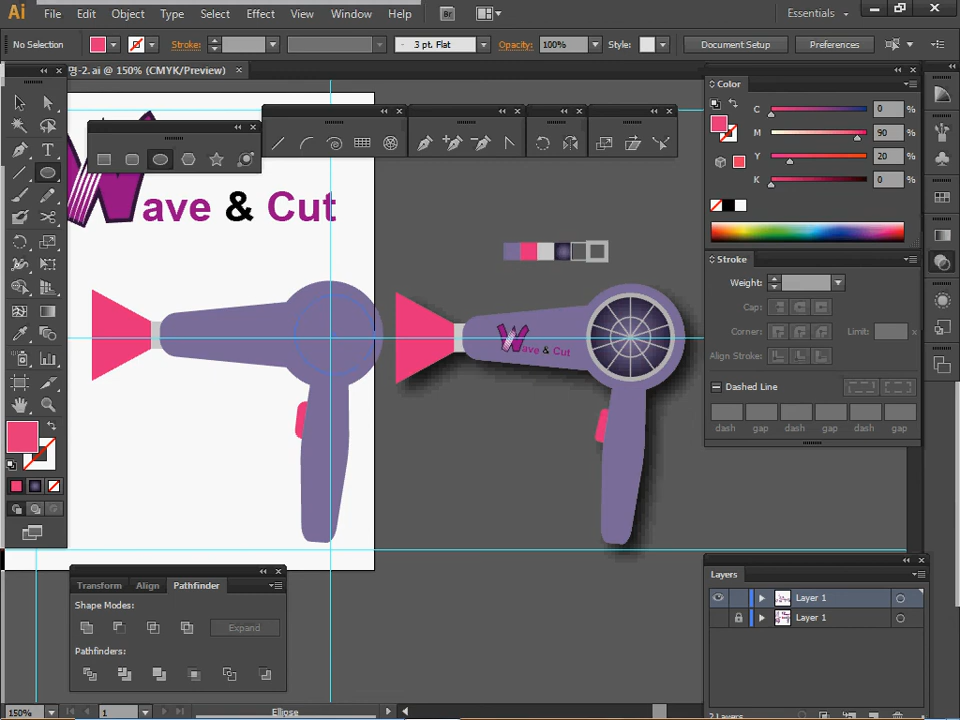 Ai File Edit Object Type Select Effect View Window Help Br Essentials
No Selection Stroke: 3 pt. Flat Opacity: 100% Style: Document Setup Preferences
-2.ai @ 150% (CMYK/Preview) ×
Color
C 0 %
M 90 %
Y 20 %
K 0 %
T
Wave & Cut
Wave & Cut
Stroke
Weight:
Cap:
Corner: Limit: x
Align Stroke:
Dashed Line
dash gap dash gap dash gap
Transform Align Pathfinder
Shape Modes:
Expand
Pathfinders:
Layers
Layer 1
Layer 1
2 Layers
150% 1 Ellipse